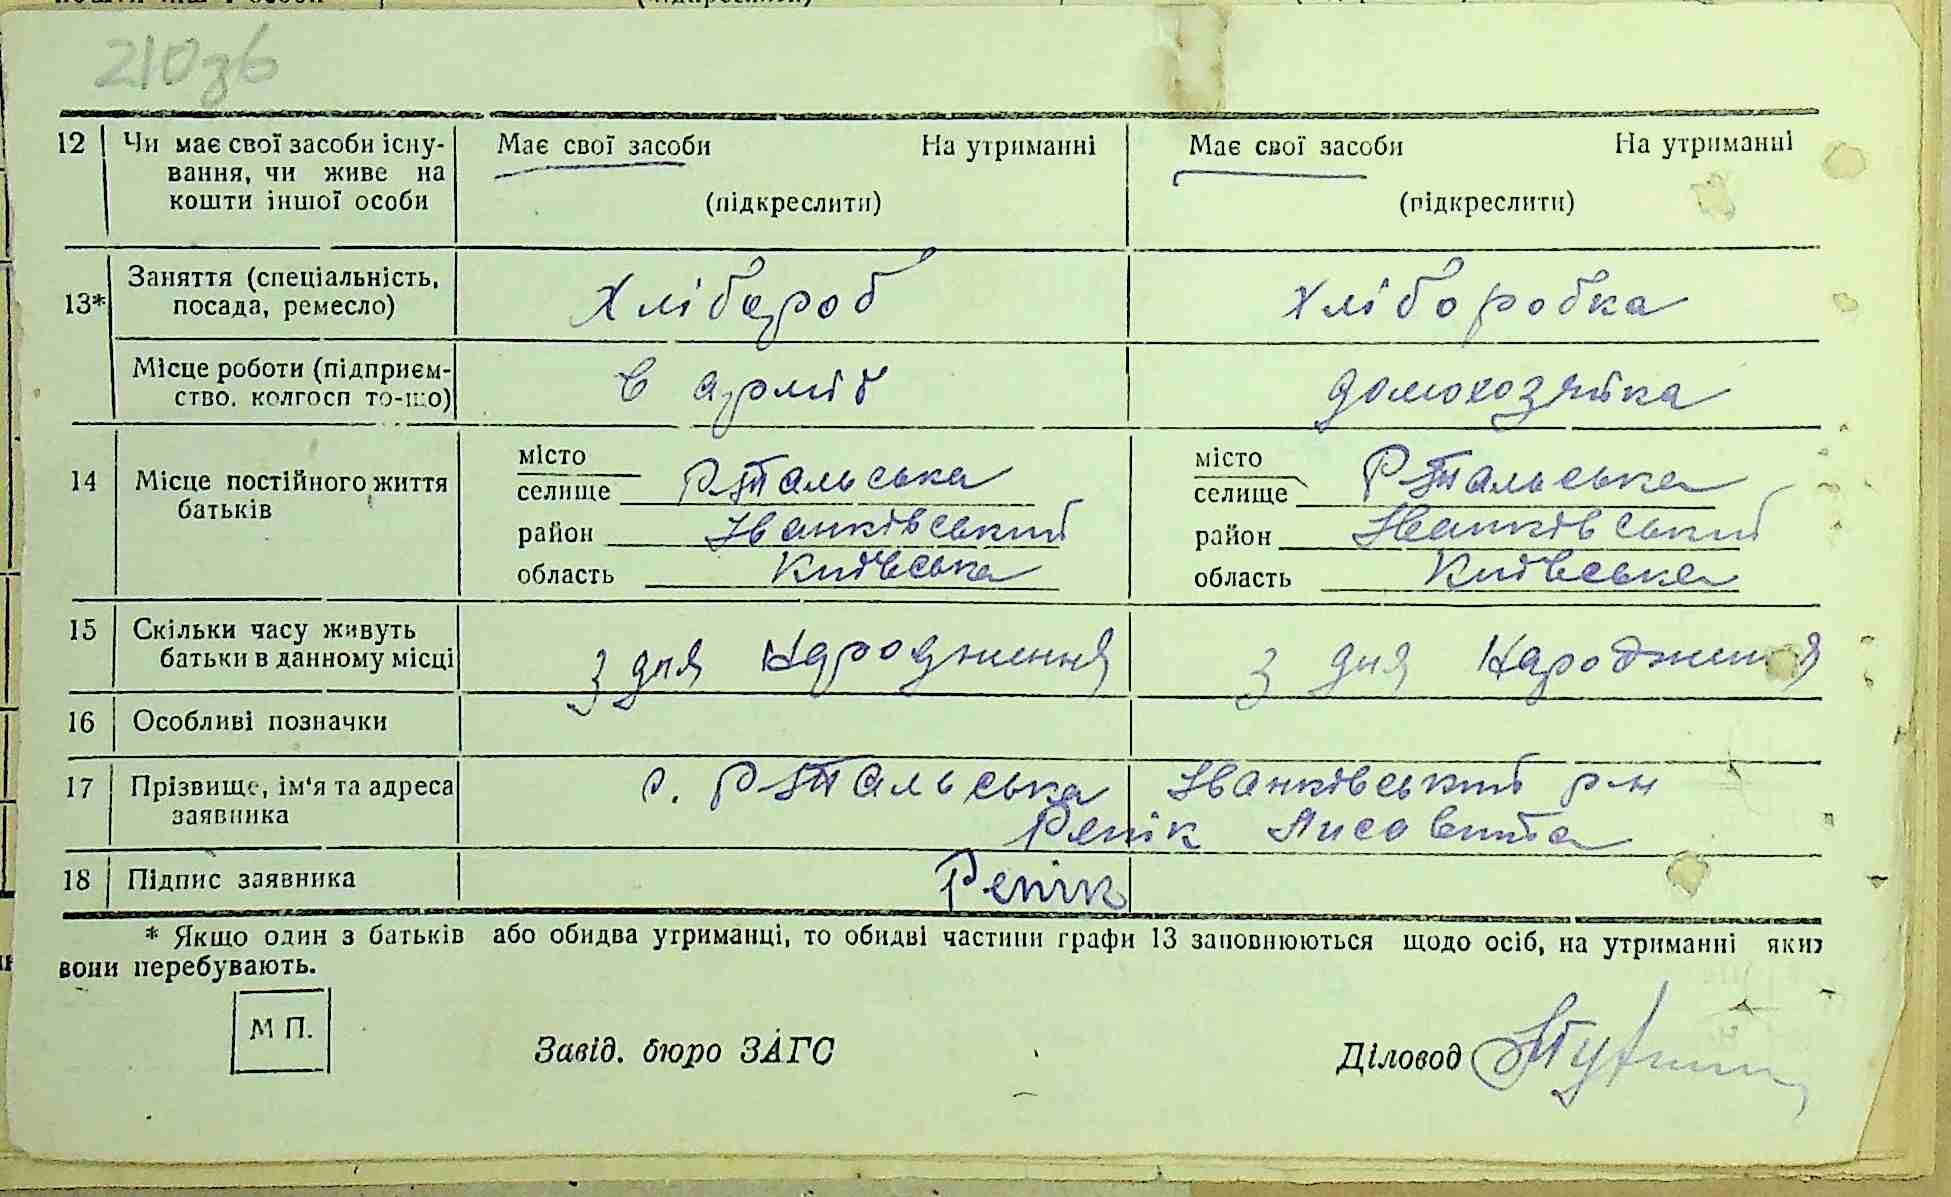 210зв
12 Чи має свої засоби існу- Має свої засоби На утриманні Має свої засоби На утриманні
вання, чи живе на
кошти іншої особи (підкреслити) (підкреслити)
13* Заняття (спеціальність, посада, ремесло) Хлібороб Хліборобка
Місце роботи (підприєм-
ство, колгосп то-що) в армії домохозяйка
14 Місце постійного життя батьків
місто місто
селище Р. Тальська селище Р. Тальська
район Іванківський район Іванківський
область Київська область Київська
15 Скільки часу живуть
батьки в данному місці з дня народження з дня народження
16 Особливі позначки
17 Прізвище, ім'я та адреса с. Р. Тальська Іванківський р-н
заявника Репік Лисавита
18 Підпис заявника Репік
* Якщо один з батьків або обидва утриманці, то обидві частини графи 13 заповнюються щодо осіб, на утриманні яких
вони перебувають.
М П. Завід. бюро ЗАГС Діловод